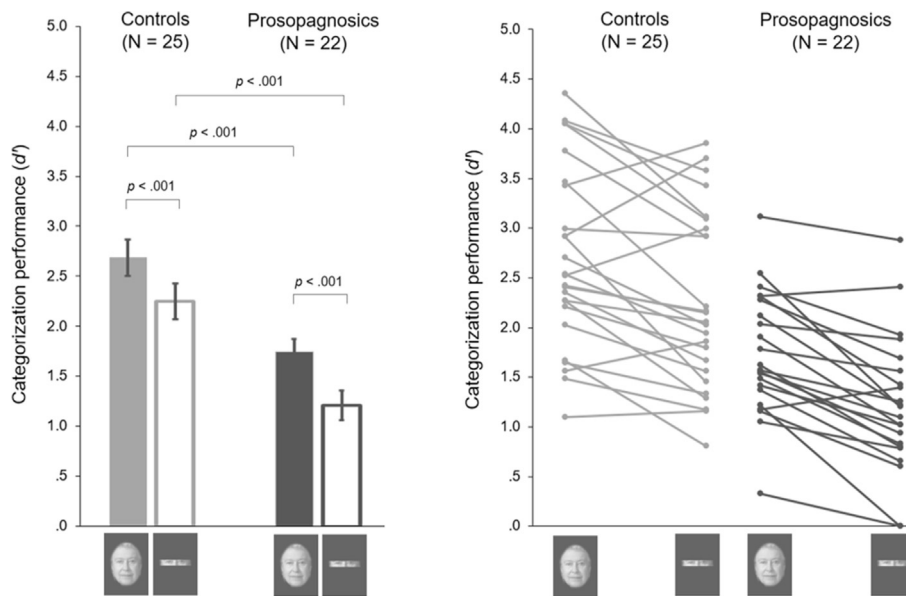 Controls
(N = 25)
Prosopagnosics
(N = 22)
Categorization performance (d')
5.0
4.5
4.0
3.5
3.0
2.5
2.0
1.5
1.0
.5
.0
p < .001
p < .001
p < .001
p < .001
Controls
(N = 25)
Prosopagnosics
(N = 22)
Categorization performance (d')
5.0
4.5
4.0
3.5
3.0
2.5
2.0
1.5
1.0
.5
.0